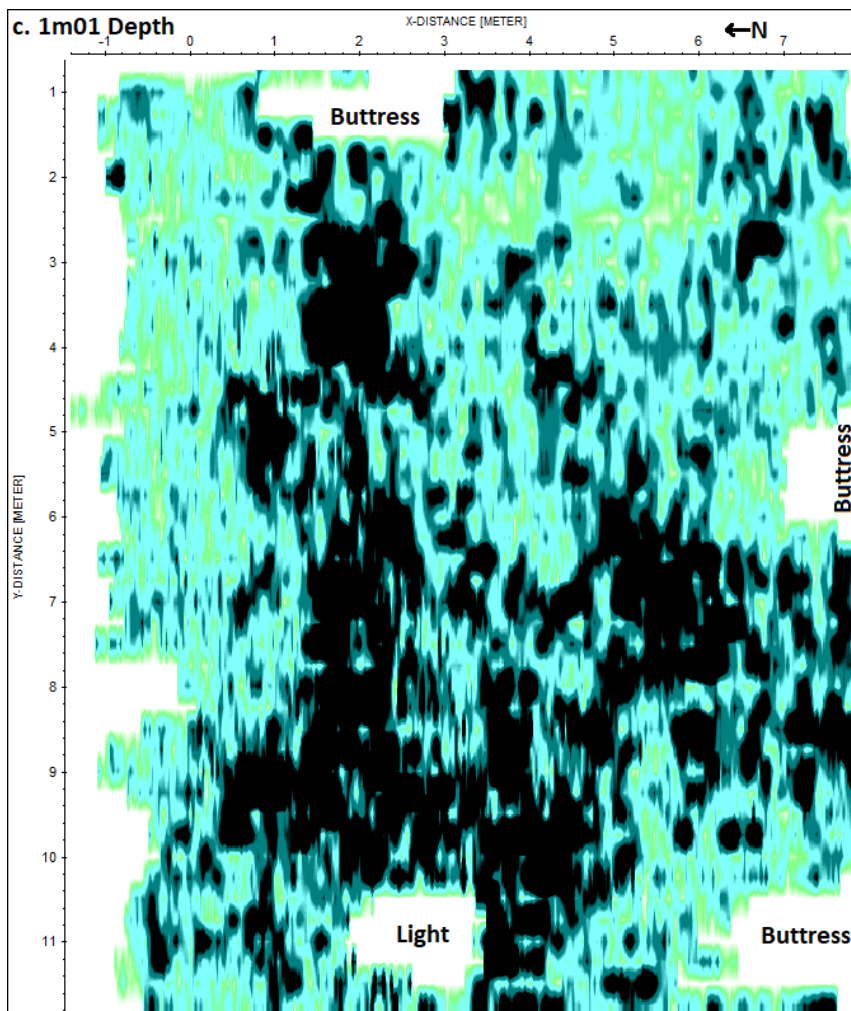 c. 1m01 Depth
X-DISTANCE [METER]
←N
-1 0 1 2 3 4 5 6 7
Buttress
1
2
3
4
5
6
7
8
9
10
11
Y-DISTANCE [METER]
Buttress
Light
Buttress